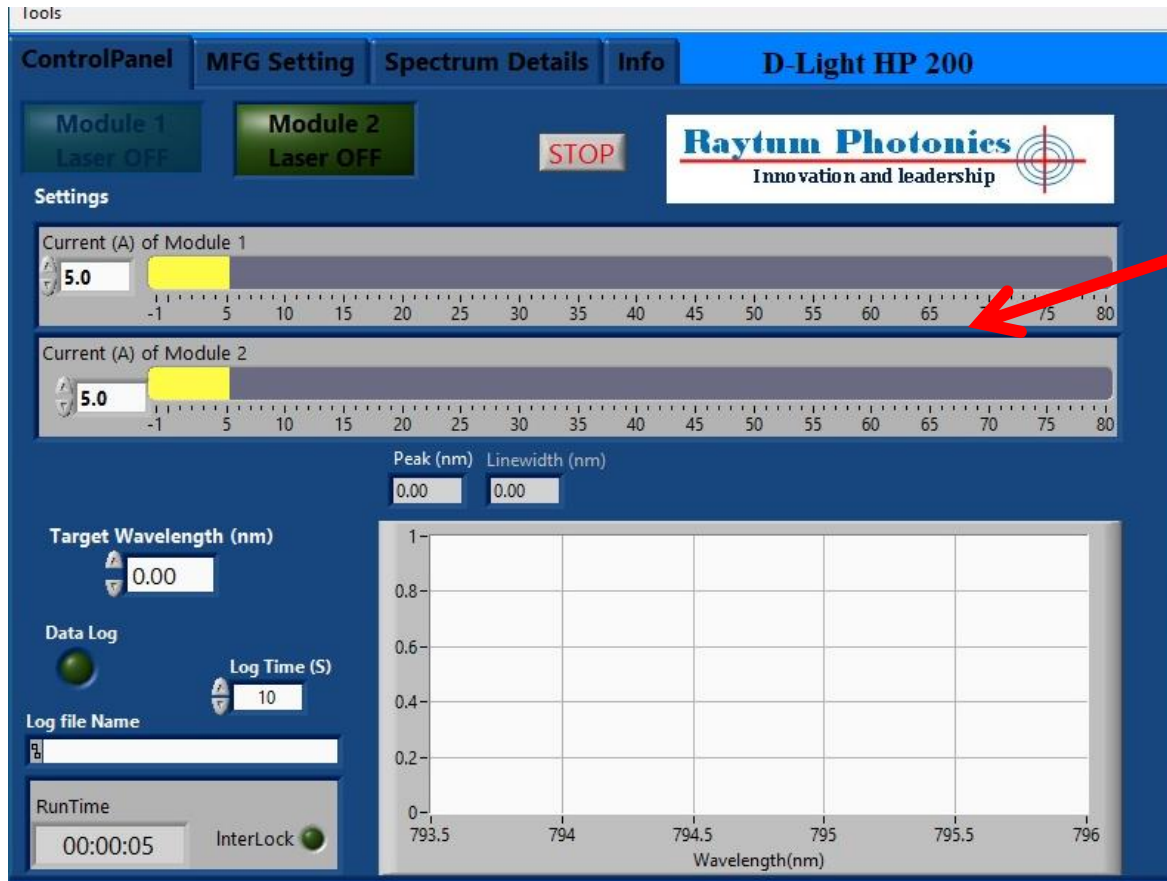 Tools
ControlPanel MFG Setting Spectrum Details Info D-Light HP 200
Module 1
Laser OFF
Module 2
Laser OFF
STOP
Raytum Photonics
Innovation and leadership
Settings
Current (A) of Module 1
5.0
-1 5 10 15 20 25 30 35 40 45 50 55 60 65 70 75 80
Current (A) of Module 2
5.0
-1 5 10 15 20 25 30 35 40 45 50 55 60 65 70 75 80
Peak (nm) Linewidth (nm)
0.00 0.00
Target Wavelength (nm)
0.00
Data Log
Log Time (S)
10
Log file Name
RunTime
00:00:05
InterLock
1
0.8
0.6
0.4
0.2
0
793.5 794 794.5 795 795.5 796
Wavelength(nm)